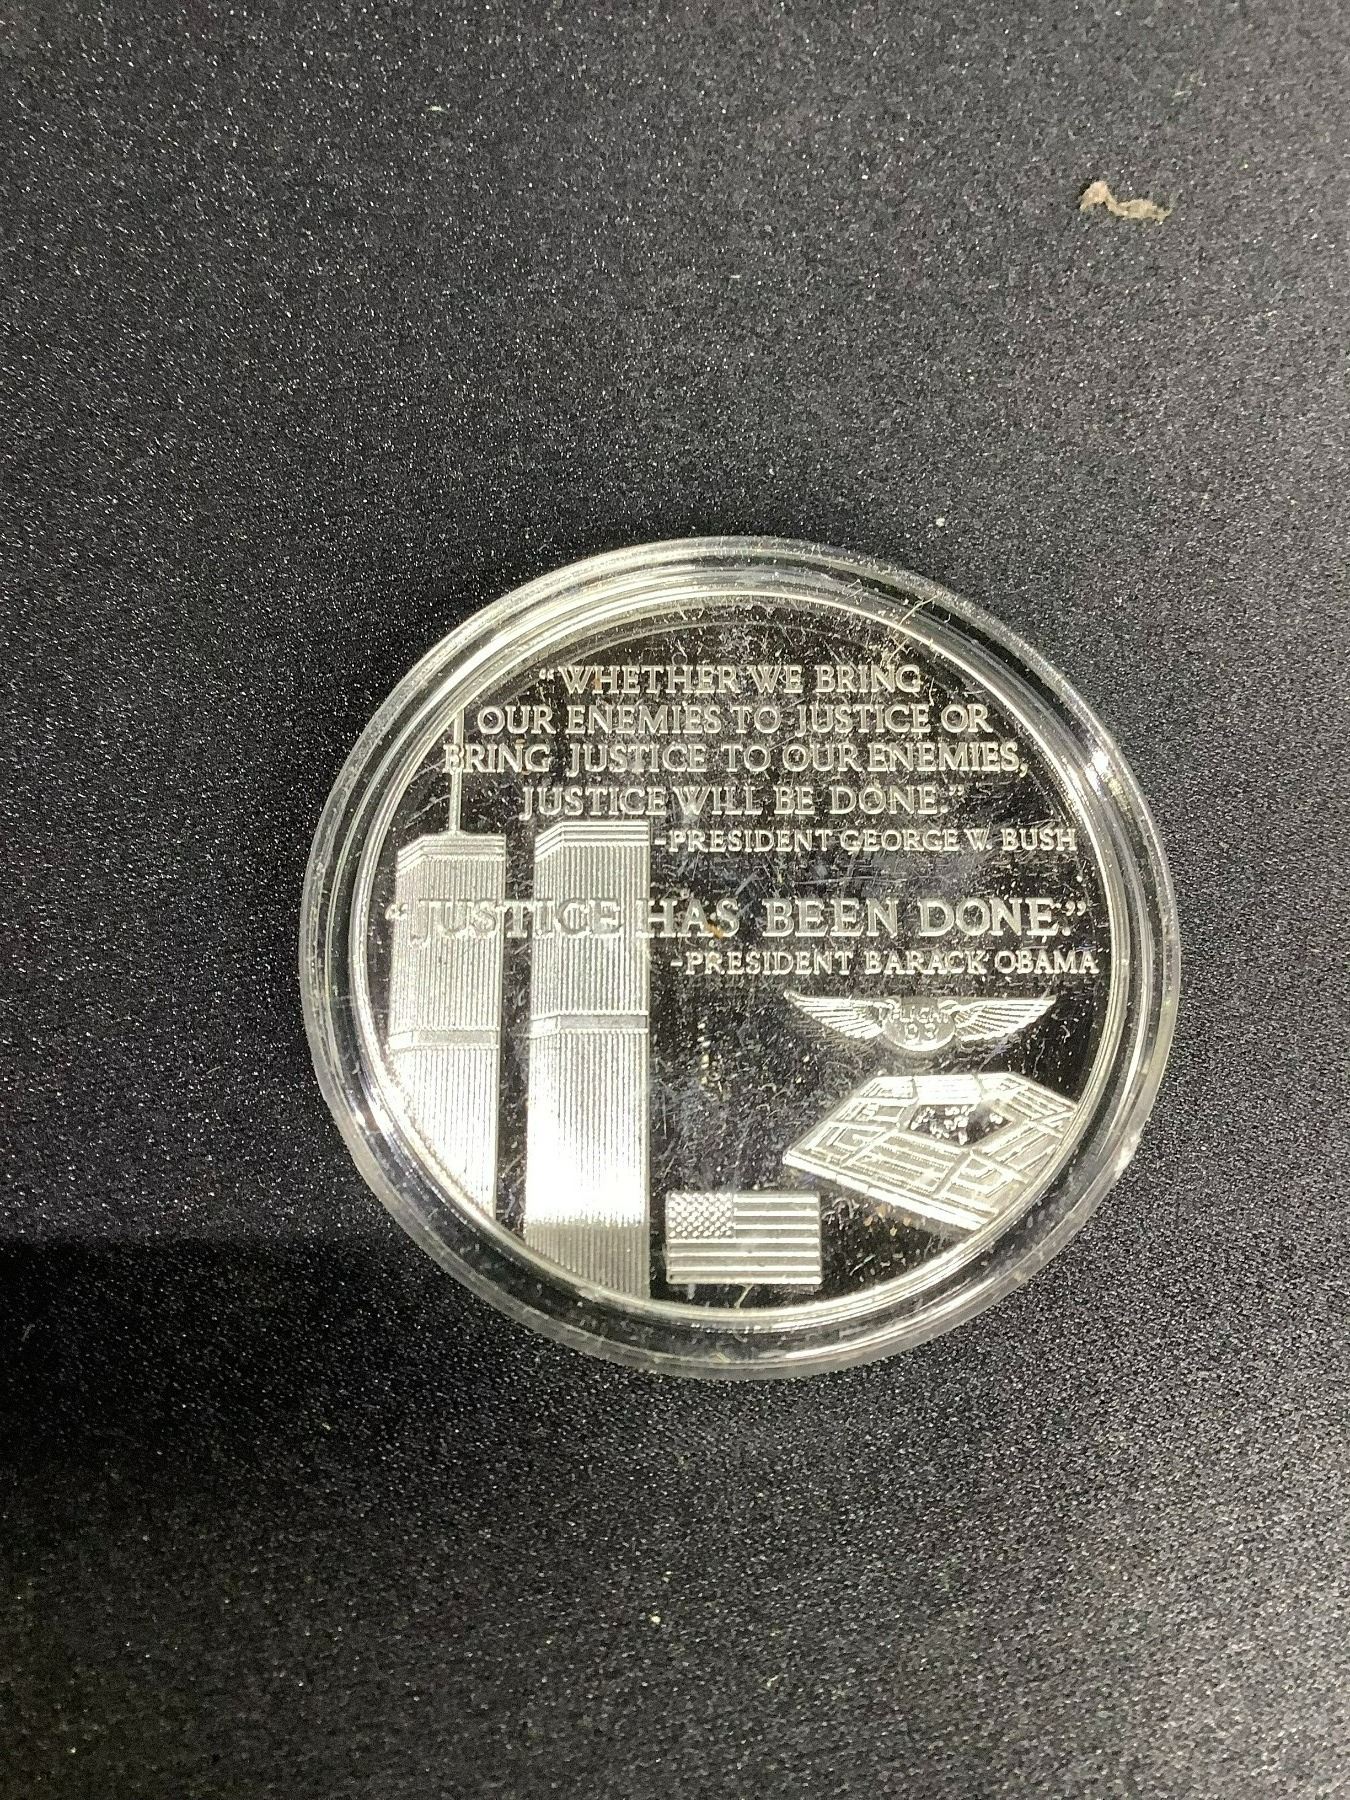 “WHETHER WE BRING
OUR ENEMIES TO JUSTICE OR
BRING JUSTICE TO OUR ENEMIES,
JUSTICE WILL BE DONE.”
-PRESIDENT GEORGE W. BUSH
“JUSTICE HAS BEEN DONE.”
-PRESIDENT BARACK OBAMA
FLIGHT
93